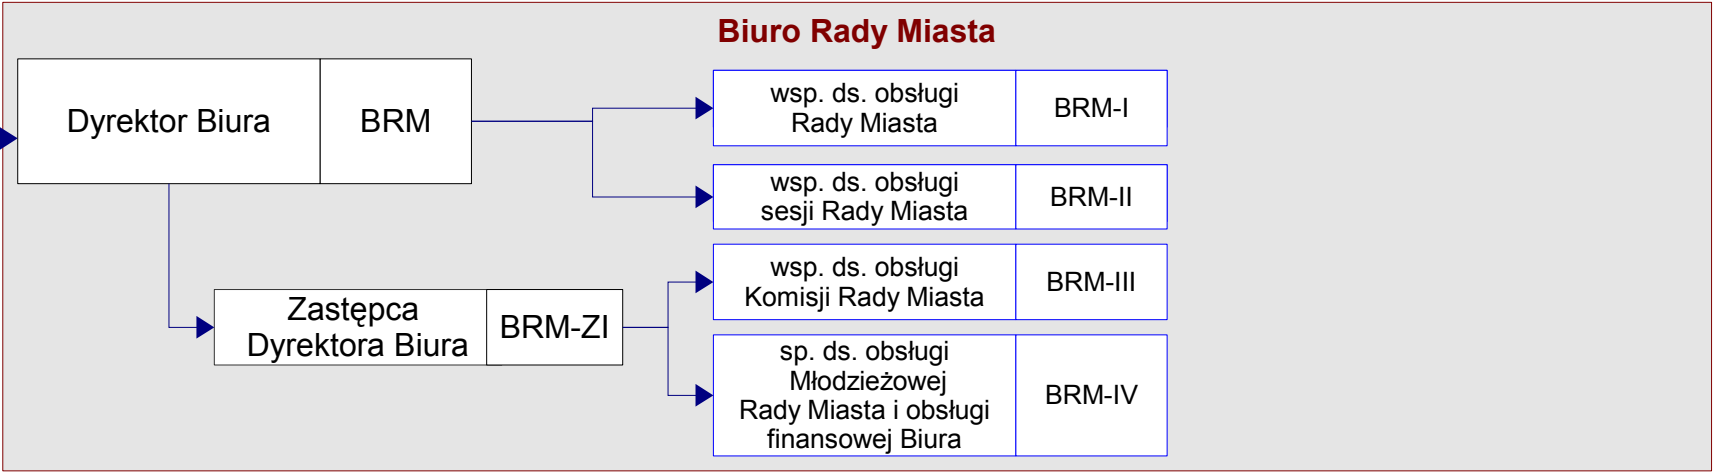 Biuro Rady Miasta
Dyrektor Biura
BRM
wsp. ds. obsługi
Rady Miasta
BRM-I
wsp. ds. obsługi
sesji Rady Miasta
BRM-II
Zastępca
Dyrektora Biura
BRM-ZI
wsp. ds. obsługi
Komisji Rady Miasta
BRM-III
sp. ds. obsługi
Młodzieżowej
Rady Miasta i obsługi
finansowej Biura
BRM-IV